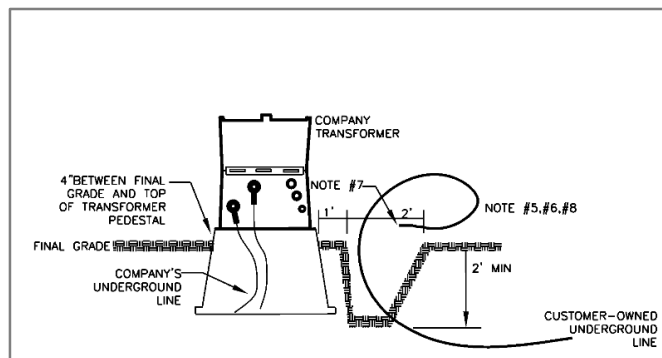 COMPANY
TRANSFORMER
4"BETWEEN FINAL
GRADE AND TOP
OF TRANSFORMER
PEDESTAL
NOTE #7
1'
2'
NOTE #5,#6,#8
FINAL GRADE
COMPANY'S
UNDERGROUND
LINE
2' MIN
CUSTOMER-OWNED
UNDERGROUND
LINE